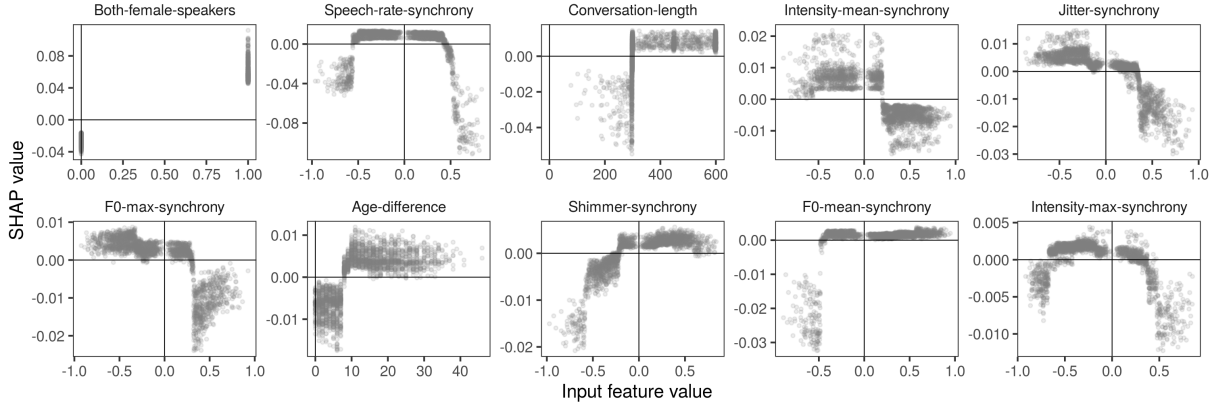 Both-female-speakers
Speech-rate-synchrony
Conversation-length
Intensity-mean-synchrony
Jitter-synchrony
0.08
0.04
0.00
-0.04
0.00 0.25 0.50 0.75 1.00
0.00
-0.04
-0.08
-1.0 -0.5 0.0 0.5
0.00
-0.02
-0.04
0 200 400 600
0.02
0.01
0.00
-0.01
-0.5 0.0 0.5 1.0
0.01
0.00
-0.01
-0.02
-0.03
-0.5 0.0 0.5 1.0
SHAP value
F0-max-synchrony
Age-difference
Shimmer-synchrony
F0-mean-synchrony
Intensity-max-synchrony
0.01
0.00
-0.01
-0.02
-1.0 -0.5 0.0 0.5 1.0
0.01
0.00
-0.01
0 10 20 30 40
0.00
-0.01
-0.02
-1.0 -0.5 0.0 0.5
0.00
-0.01
-0.02
-0.03
-1.0 -0.5 0.0 0.5 1.0
0.005
0.000
-0.005
-0.010
-1.0 -0.5 0.0 0.5
Input feature value